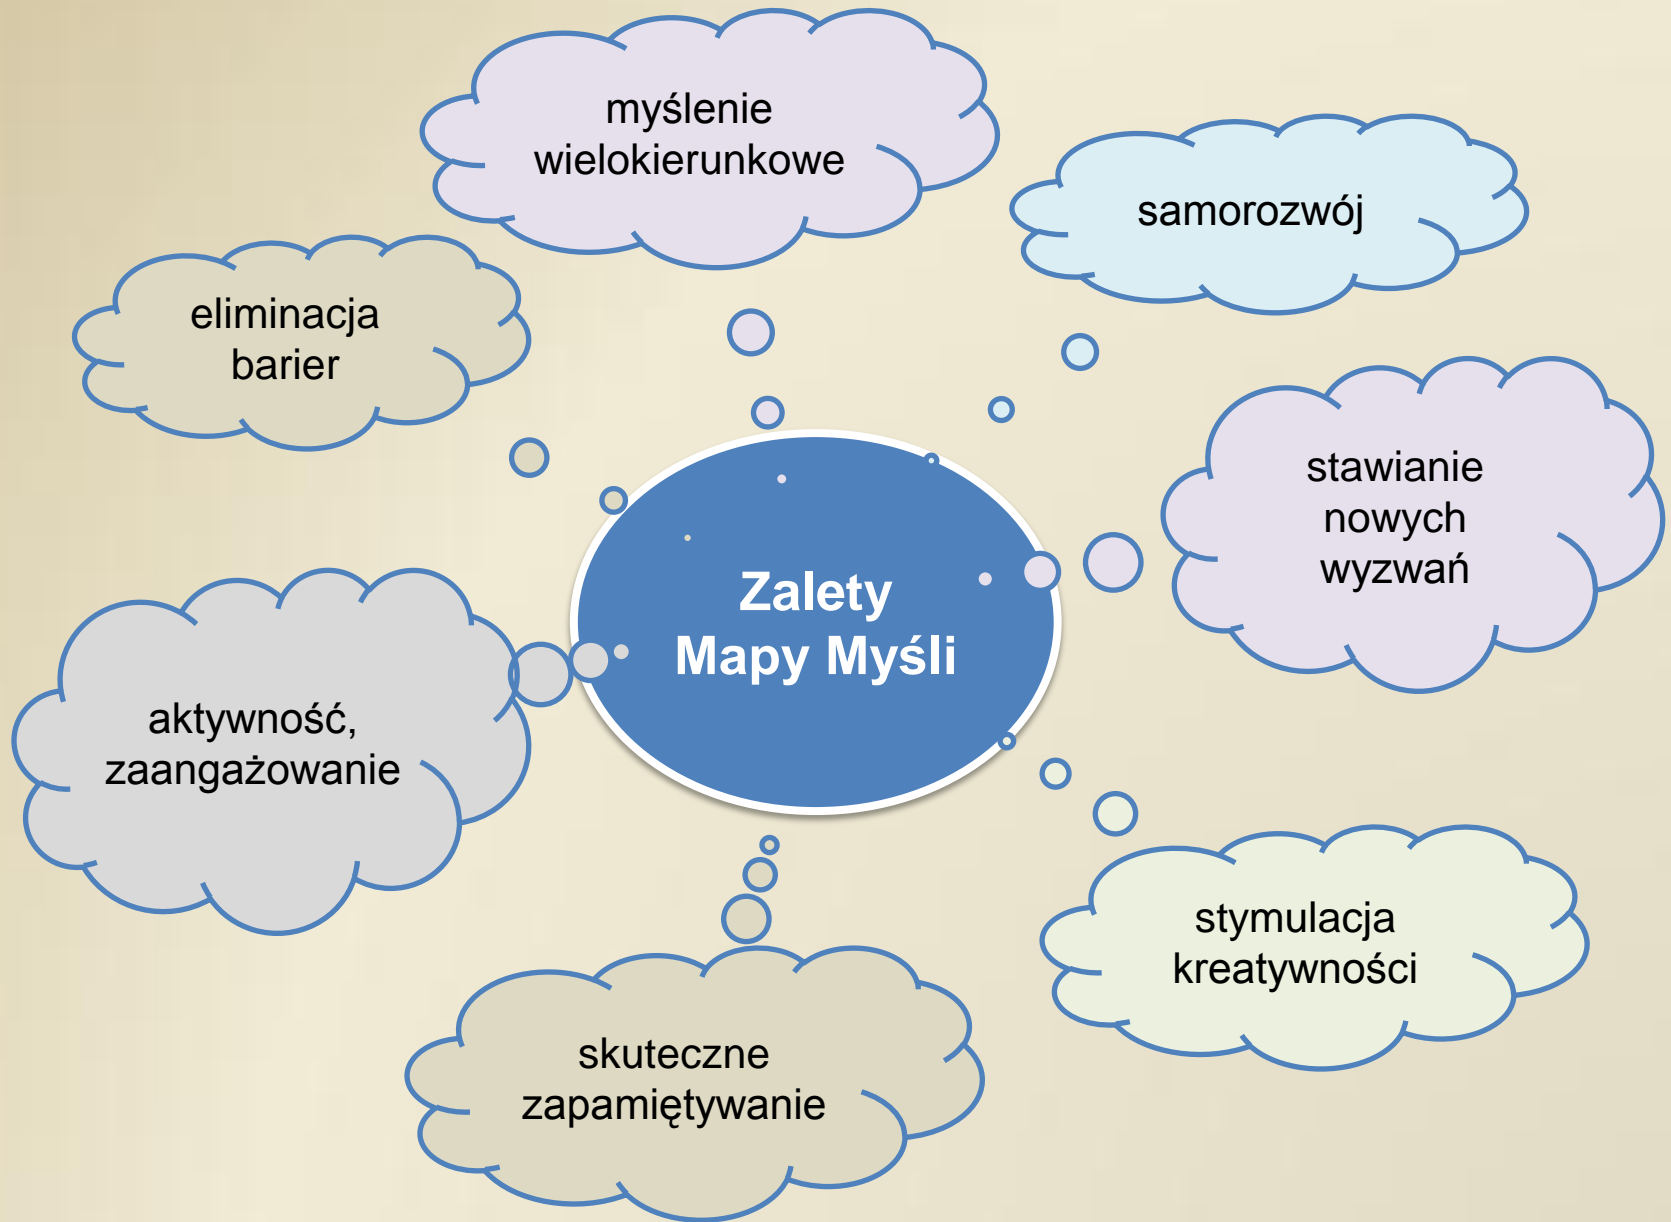 myślenie
wielokierunkowe
samorozwój
eliminacja
barier
stawianie
nowych
wyzwań
Zalety
Mapy Myśli
aktywność,
zaangażowanie
stymulacja
kreatywności
skuteczne
zapamiętywanie